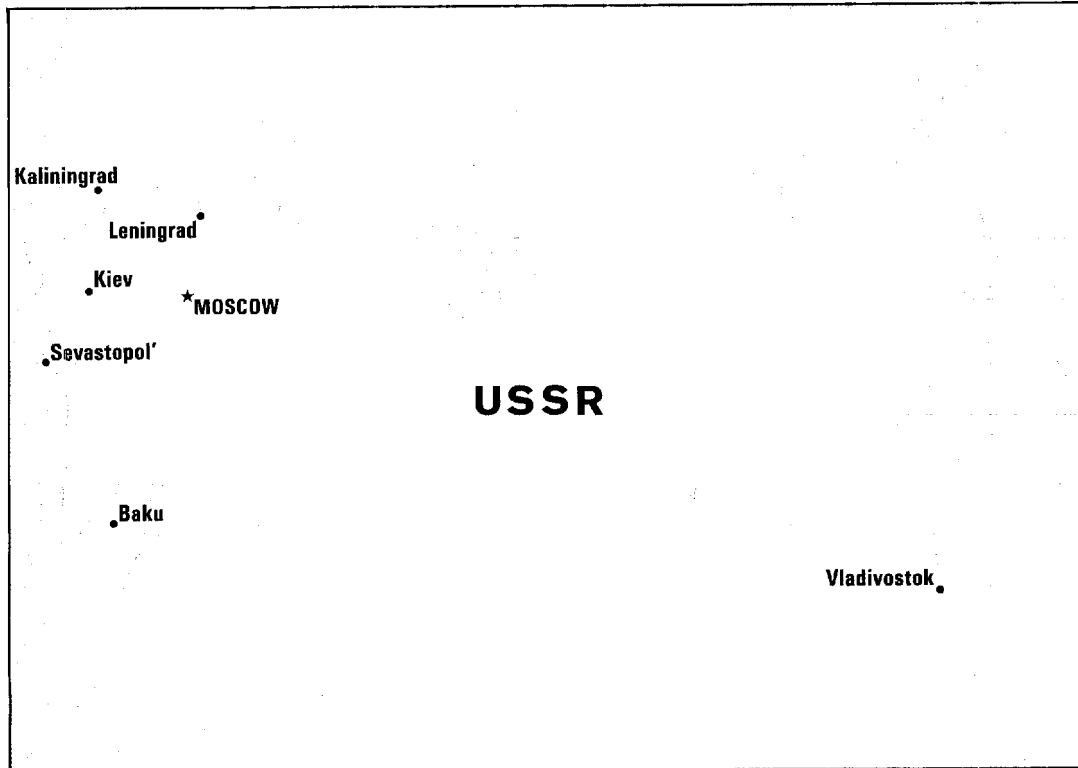 Kaliningrad
Leningrad
Kiev
MOSCOW
Sevastopol'
USSR
Baku
Vladivostok